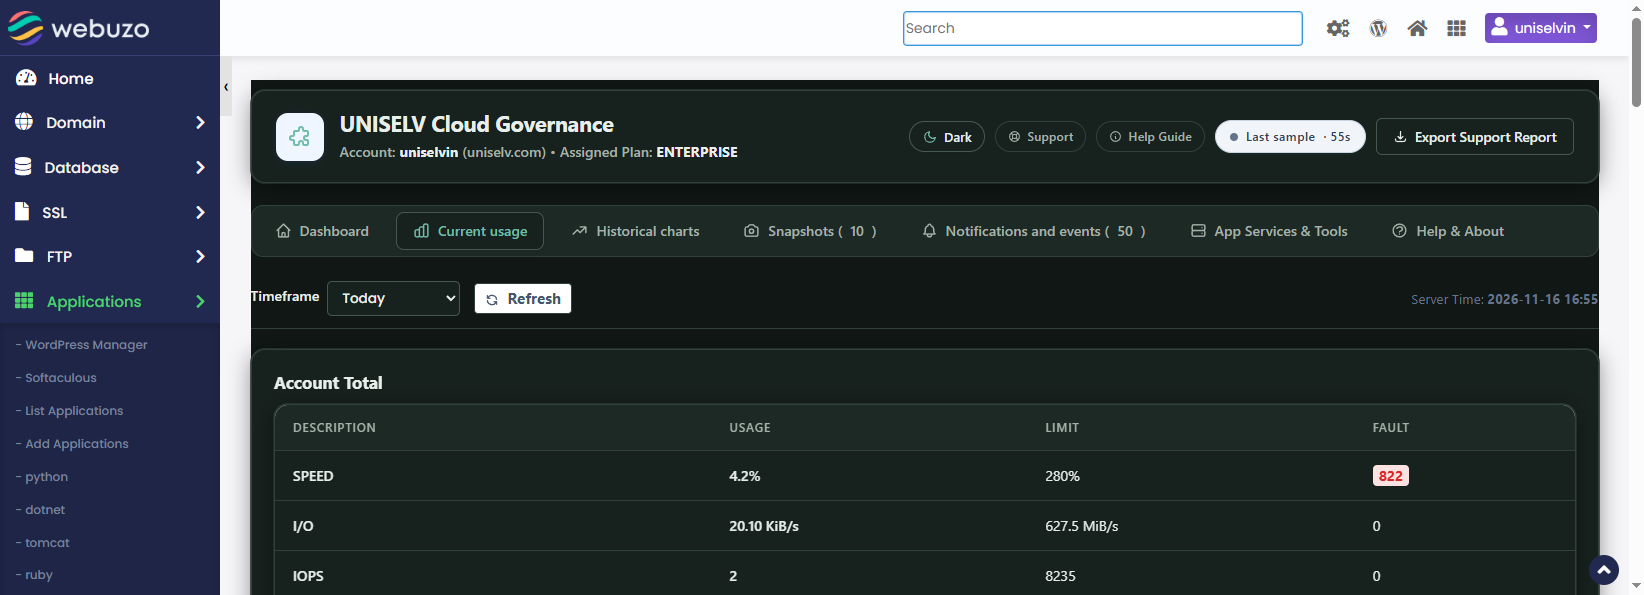 webuzo
Search
uniselvin
Home
Domain
Database
SSL
FTP
Applications
- WordPress Manager
- Softaculous
- List Applications
- Add Applications
- python
- dotnet
- tomcat
- ruby
UNISELV Cloud Governance
Account: uniselvin (uniselv.com) • Assigned Plan: ENTERPRISE
Dark
Support
Help Guide
Last sample · 55s
Export Support Report
Dashboard
Current usage
Historical charts
Snapshots ( 10 )
Notifications and events ( 50 )
App Services & Tools
Help & About
Timeframe
Today
Refresh
Server Time: 2026-11-16 16:55
Account Total
DESCRIPTION USAGE LIMIT FAULT
SPEED 4.2% 280% 822
I/O 20.10 KiB/s 627.5 MiB/s 0
IOPS 2 8235 0